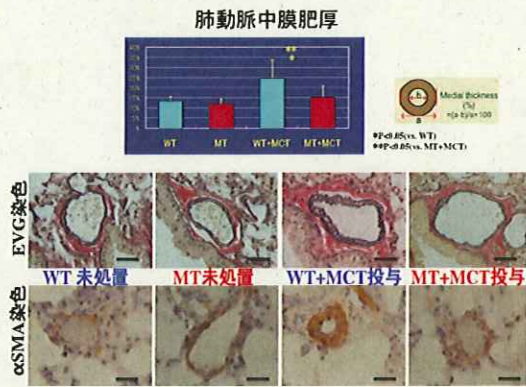 肺動脈中膜肥厚
WT
MT
WT+MCT
MT+MCT
**
*
b
a
Medial thickness
(%)
=(a-b)/a×100
*P<0.05(vs. WT)
**P<0.05(vs. MT+MCT)
EVG染色
WT 未処置
MT未処置
WT+MCT投与
MT+MCT投与
αSMA染色